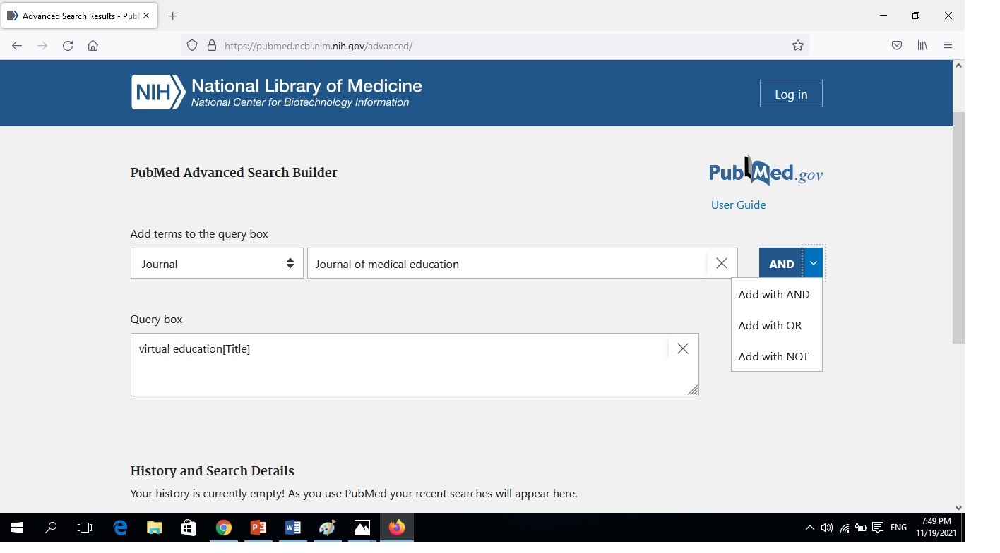 Advanced Search Results - Pub
https://pubmed.ncbi.nlm.nih.gov/advanced/
NIH National Library of Medicine
National Center for Biotechnology Information
Log in
PubMed Advanced Search Builder
PubMed.gov
User Guide
Add terms to the query box
Journal
Journal of medical education
AND
Add with AND
Add with OR
Add with NOT
Query box
virtual education[Title]
History and Search Details
Your history is currently empty! As you use PubMed your recent searches will appear here.
ENG
7:49 PM
11/19/2021